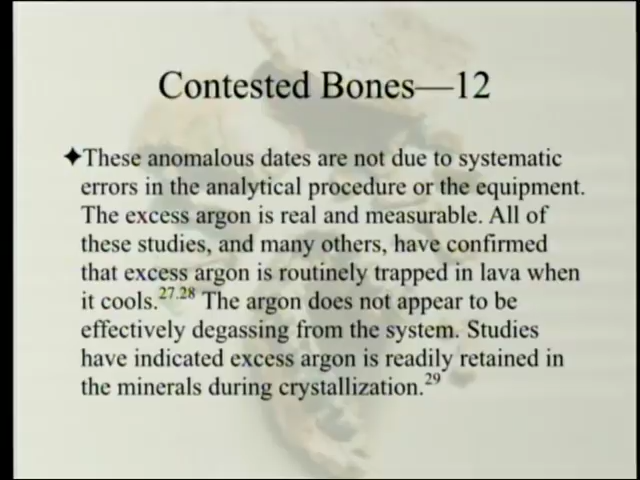 Contested Bones—12
✦These anomalous dates are not due to systematic
errors in the analytical procedure or the equipment.
The excess argon is real and measurable. All of
these studies, and many others, have confirmed
that excess argon is routinely trapped in lava when
it cools.27.28 The argon does not appear to be
effectively degassing from the system. Studies
have indicated excess argon is readily retained in
the minerals during crystallization.29